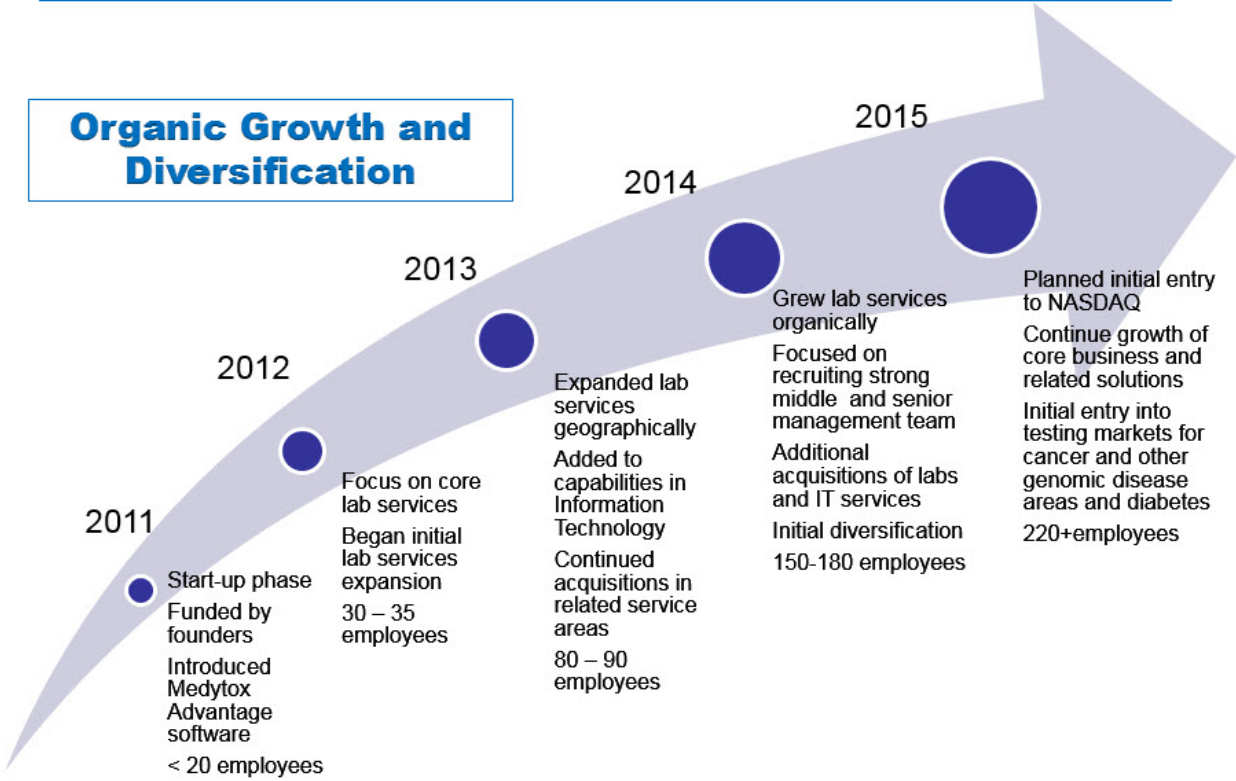 Organic Growth and
Diversification
2011
Start-up phase
Funded by
founders
Introduced
Medytox
Advantage
software
< 20 employees
2012
Focus on core
lab services
Began initial
lab services
expansion
30 – 35
employees
2013
Expanded lab
services
geographically
Added to
capabilities in
Information
Technology
Continued
acquisitions in
related service
areas
80 – 90
employees
2014
Grew lab services
organically
Focused on
recruiting strong
middle and senior
management team
Additional
acquisitions of labs
and IT services
Initial diversification
150-180 employees
2015
Planned initial entry
to NASDAQ
Continue growth of
core business and
related solutions
Initial entry into
testing markets for
cancer and other
genomic disease
areas and diabetes
220+employees